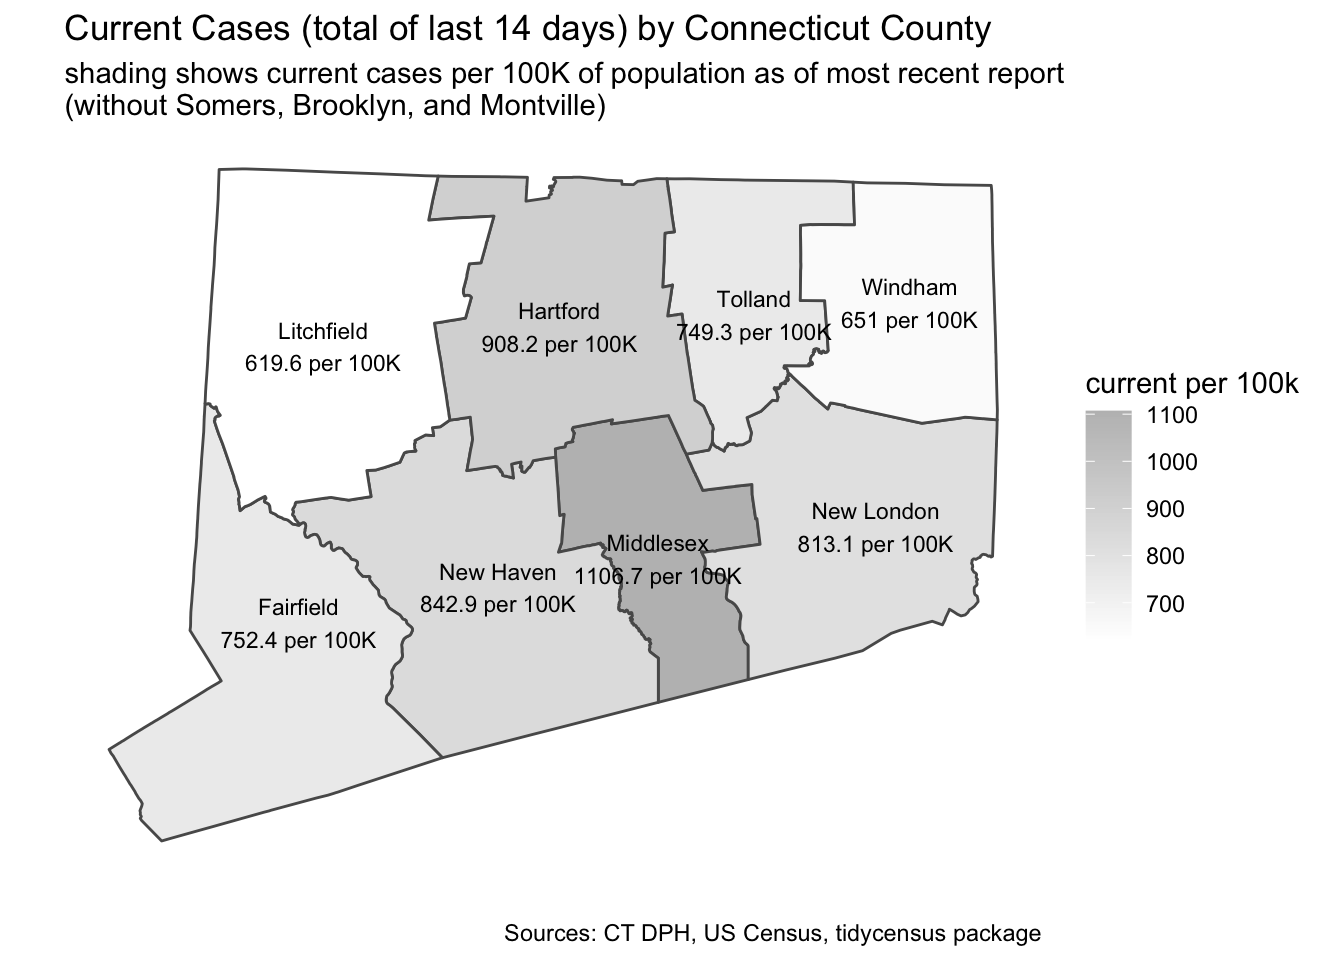 Current Cases (total of last 14 days) by Connecticut County
shading shows current cases per 100K of population as of most recent report
(without Somers, Brooklyn, and Montville)
Litchfield
619.6 per 100K
Hartford
908.2 per 100K
Tolland
749.3 per 100K
Windham
651 per 100K
Fairfield
752.4 per 100K
New Haven
842.9 per 100K
Middlesex
1106.7 per 100K
New London
813.1 per 100K
current per 100k
1100
1000
900
800
700
Sources: CT DPH, US Census, tidycensus package